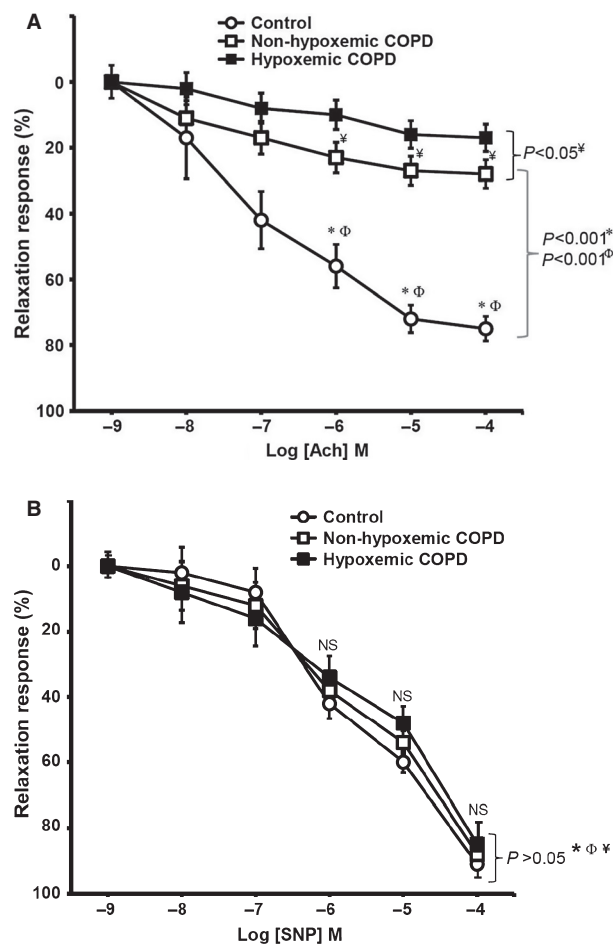 A
Control
Non-hypoxemic COPD
Hypoxemic COPD
Relaxation response (%)
0
20
40
60
80
100
¥
¥
¥
* Φ
* Φ
* Φ
P<0.05¥
P<0.001*
P<0.001Φ
–9 –8 –7 –6 –5 –4
Log [Ach] M
B
Control
Non-hypoxemic COPD
Hypoxemic COPD
Relaxation response (%)
0
20
40
60
80
100
NS
NS
NS
P >0.05 * Φ ¥
–9 –8 –7 –6 –5 –4
Log [SNP] M